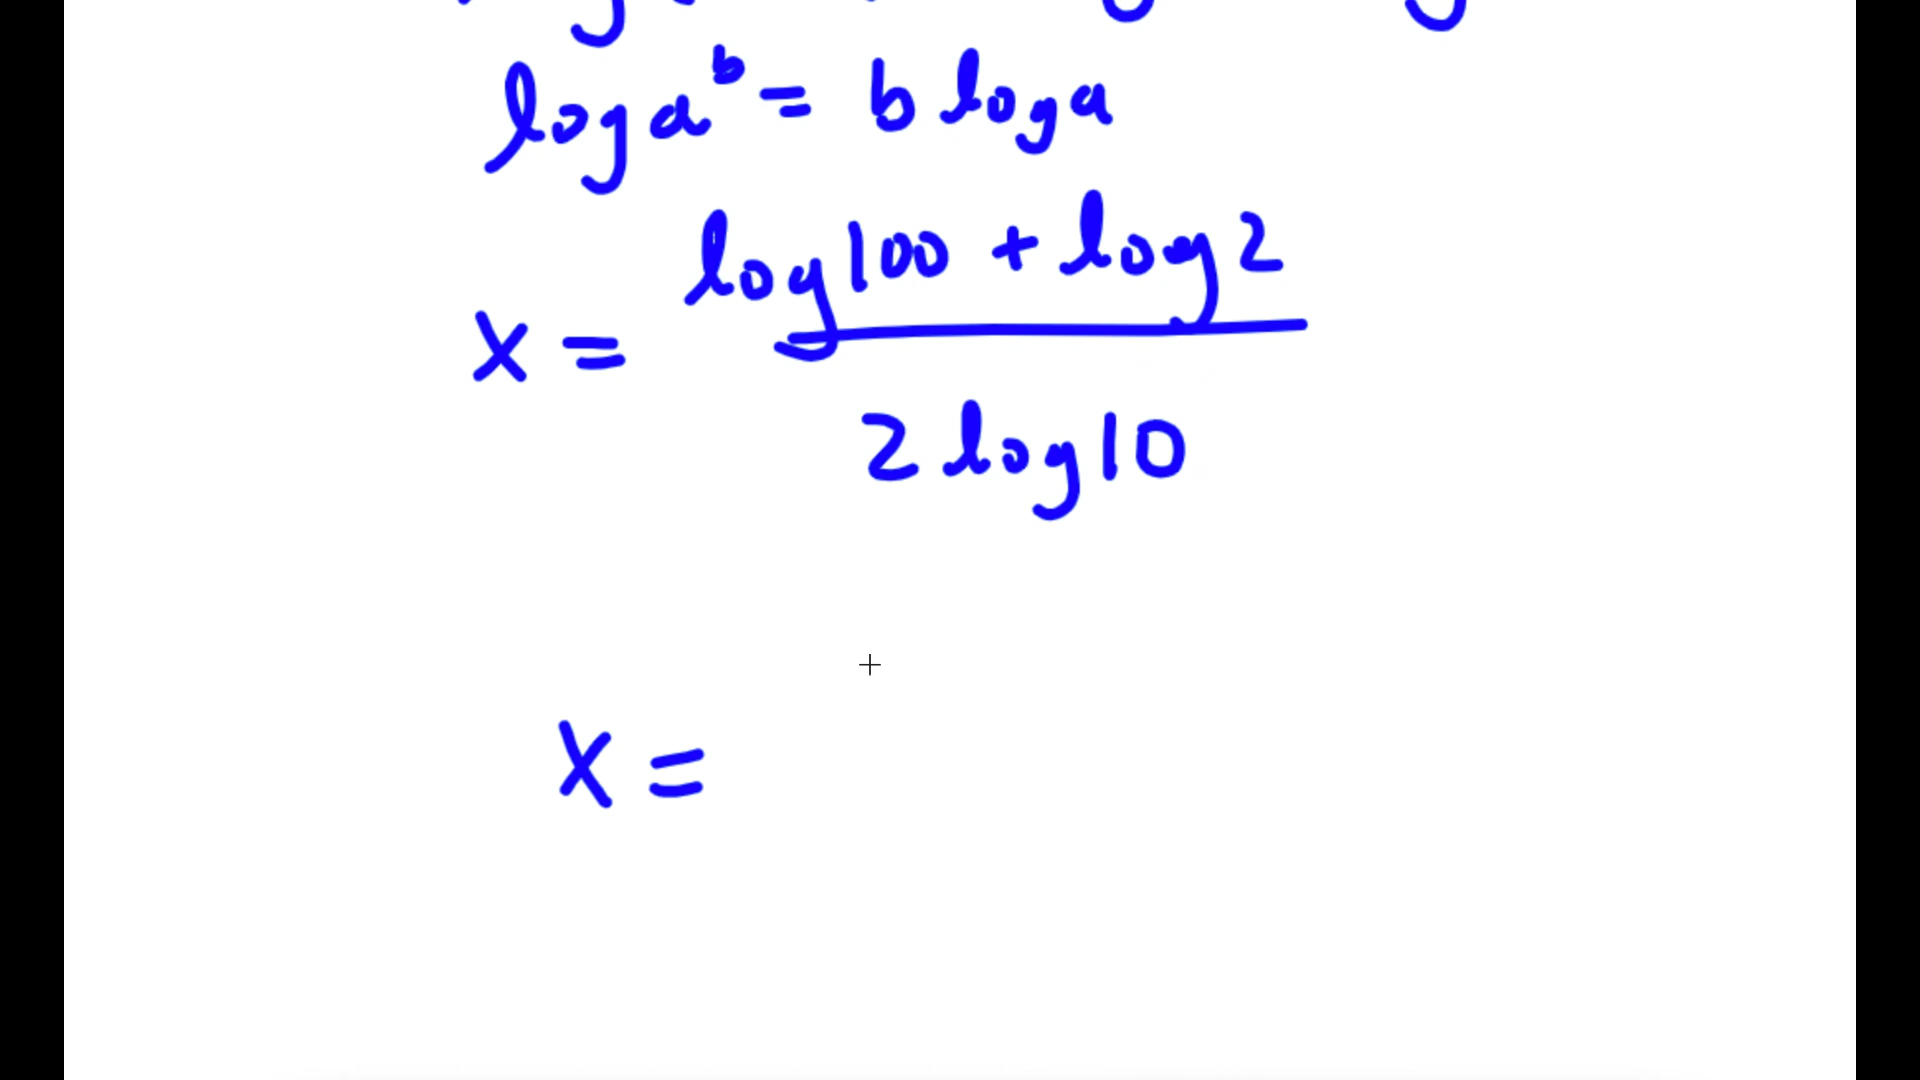 log a^b = b log a
x = (log 100 + log 2) / (2 log 10)
x =